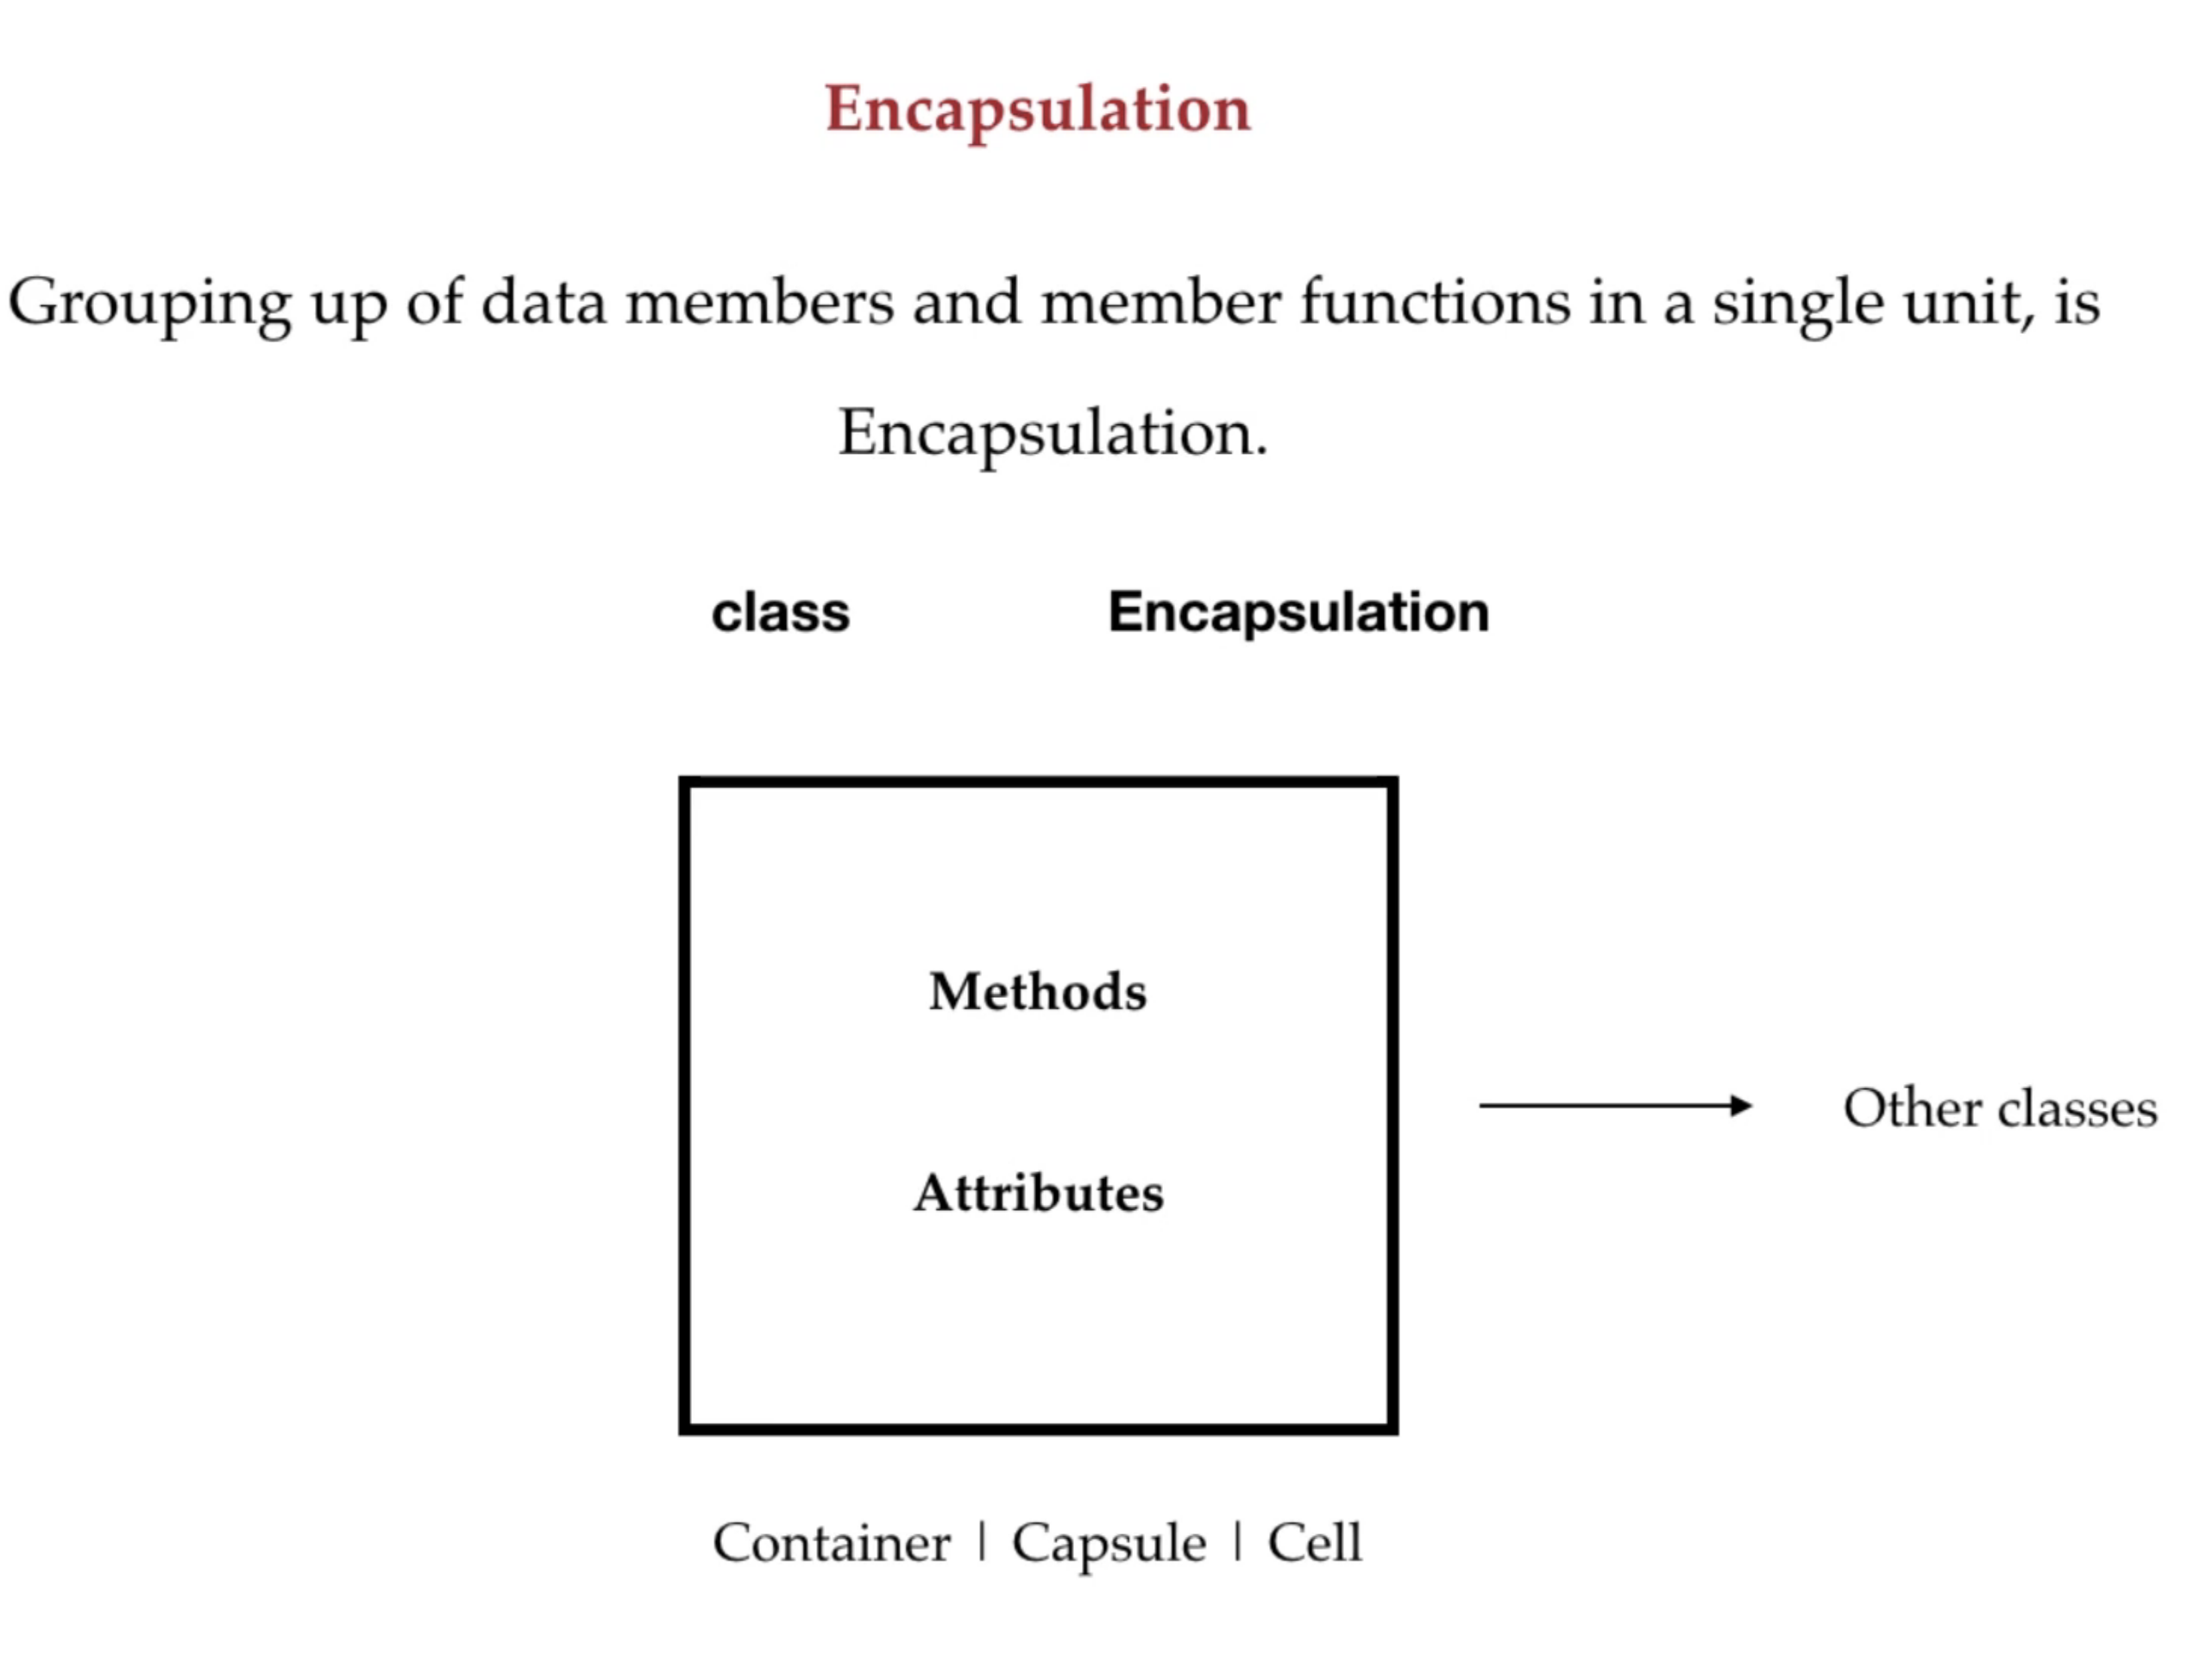 Encapsulation
Grouping up of data members and member functions in a single unit, is
Encapsulation.
class Encapsulation
Methods
Attributes
Other classes
Container | Capsule | Cell